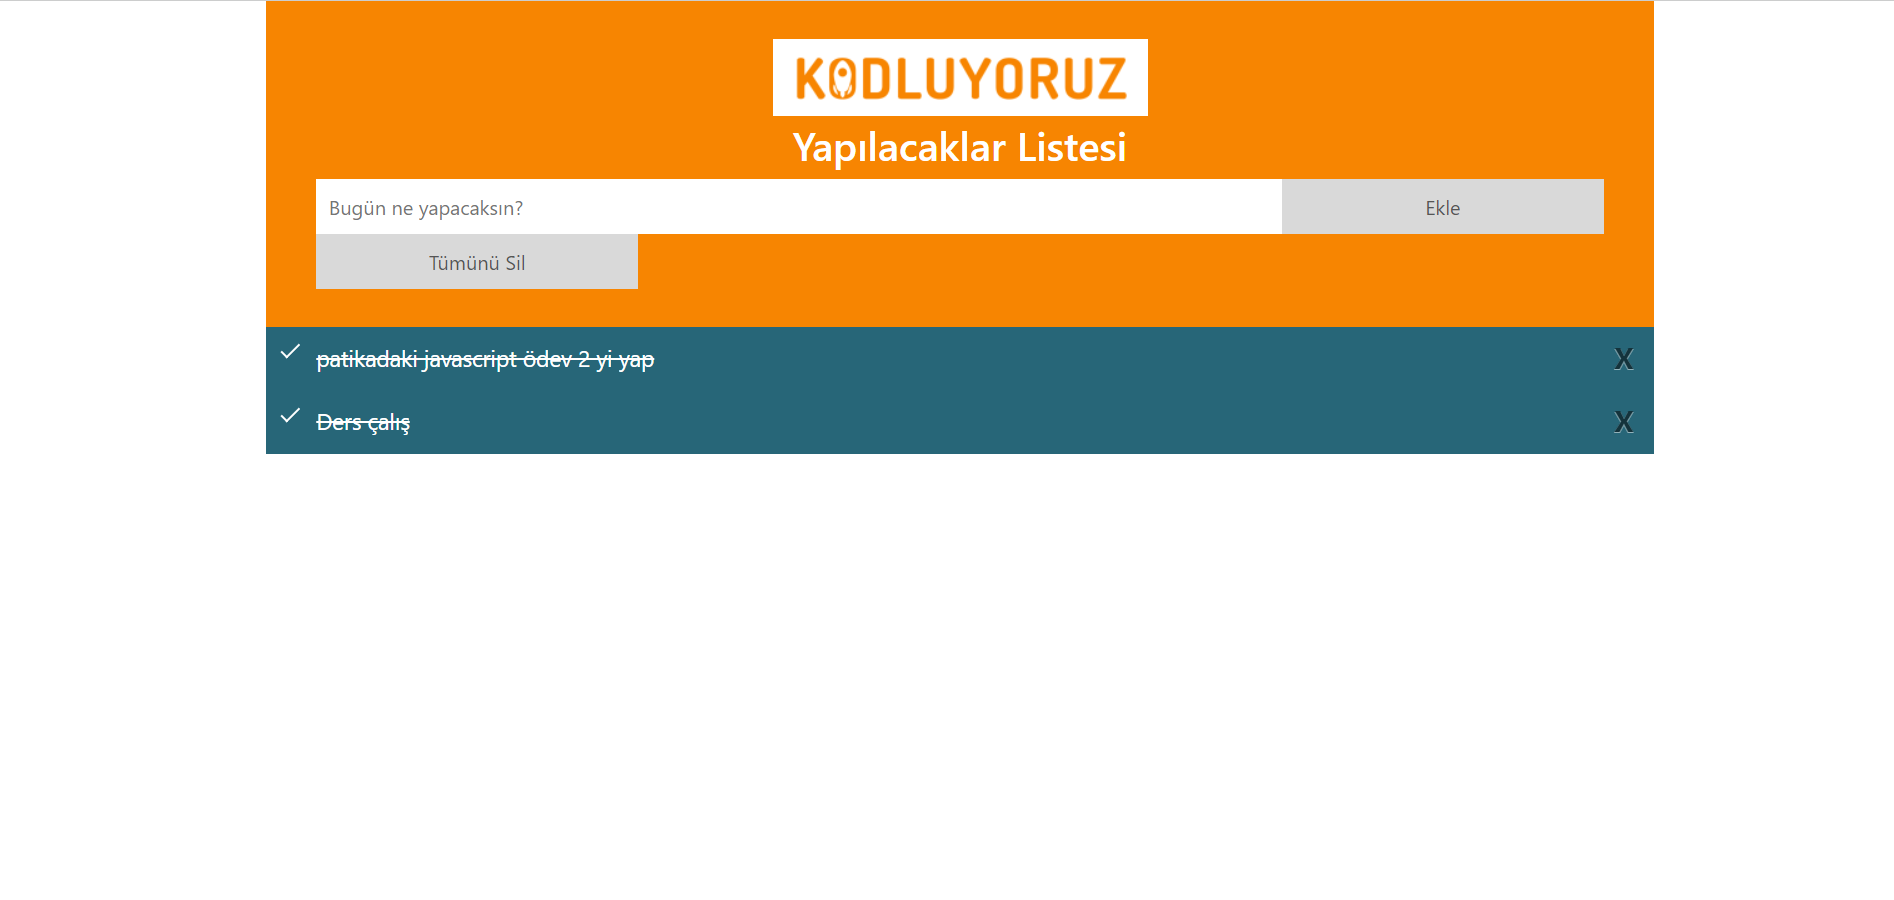 KODLUYORUZ
Yapılacaklar Listesi
Bugün ne yapacaksın?
Ekle
Tümünü Sil
patikadaki javascript ödev 2 yi yap
X
Ders çalış
X